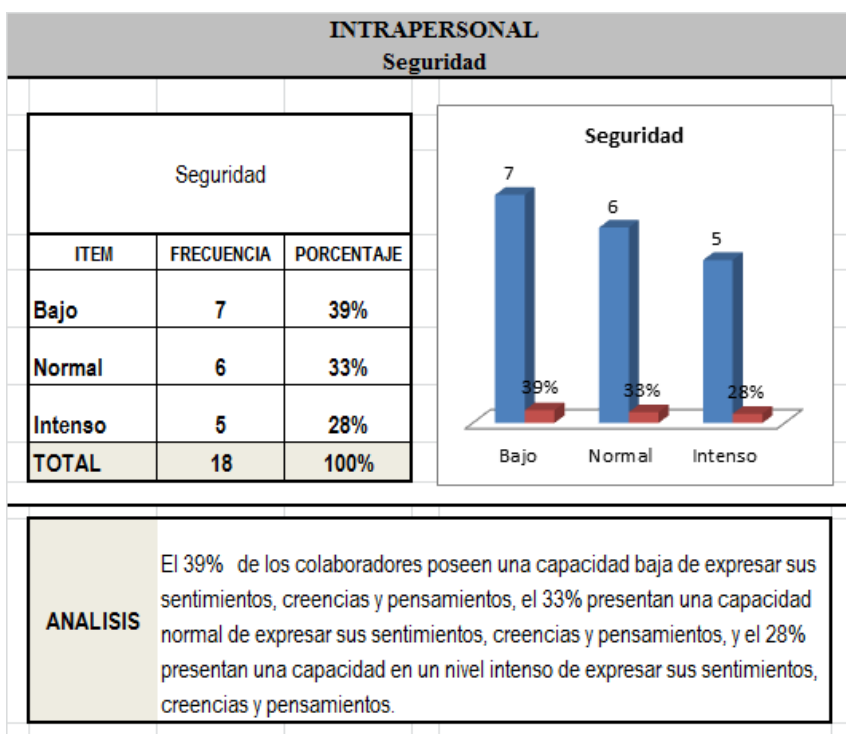 INTRAPERSONAL
Seguridad
Seguridad
ITEM FRECUENCIA PORCENTAJE
Bajo 7 39%
Normal 6 33%
Intenso 5 28%
TOTAL 18 100%
Seguridad
7
6
5
39% 33% 28%
Bajo Normal Intenso
ANALISIS
El 39% de los colaboradores poseen una capacidad baja de expresar sus
sentimientos, creencias y pensamientos, el 33% presentan una capacidad
normal de expresar sus sentimientos, creencias y pensamientos, y el 28%
presentan una capacidad en un nivel intenso de expresar sus sentimientos,
creencias y pensamientos.